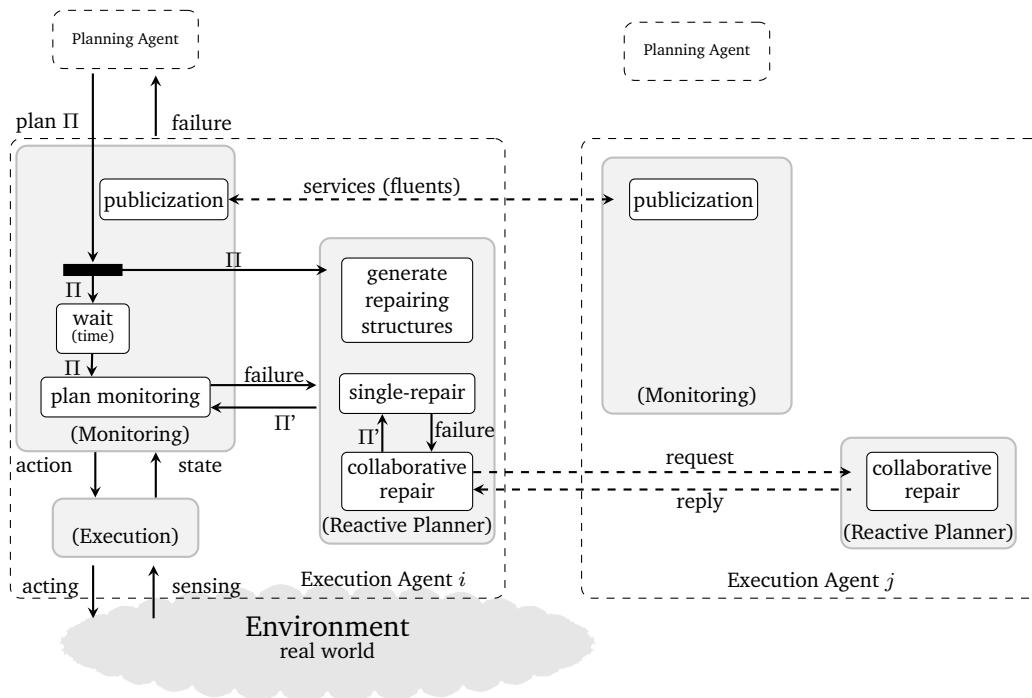 Planning Agent
Planning Agent
plan Π
failure
publicization
services (fluents)
publicization
Π
generate
repairing
structures
Π
wait
(time)
Π
plan monitoring
failure
Π’
single-repair
(Monitoring)
(Monitoring)
Π’
failure
action
state
collaborative
repair
request
reply
collaborative
repair
(Execution)
(Reactive Planner)
(Reactive Planner)
acting
sensing
Execution Agent i
Execution Agent j
Environment
real world